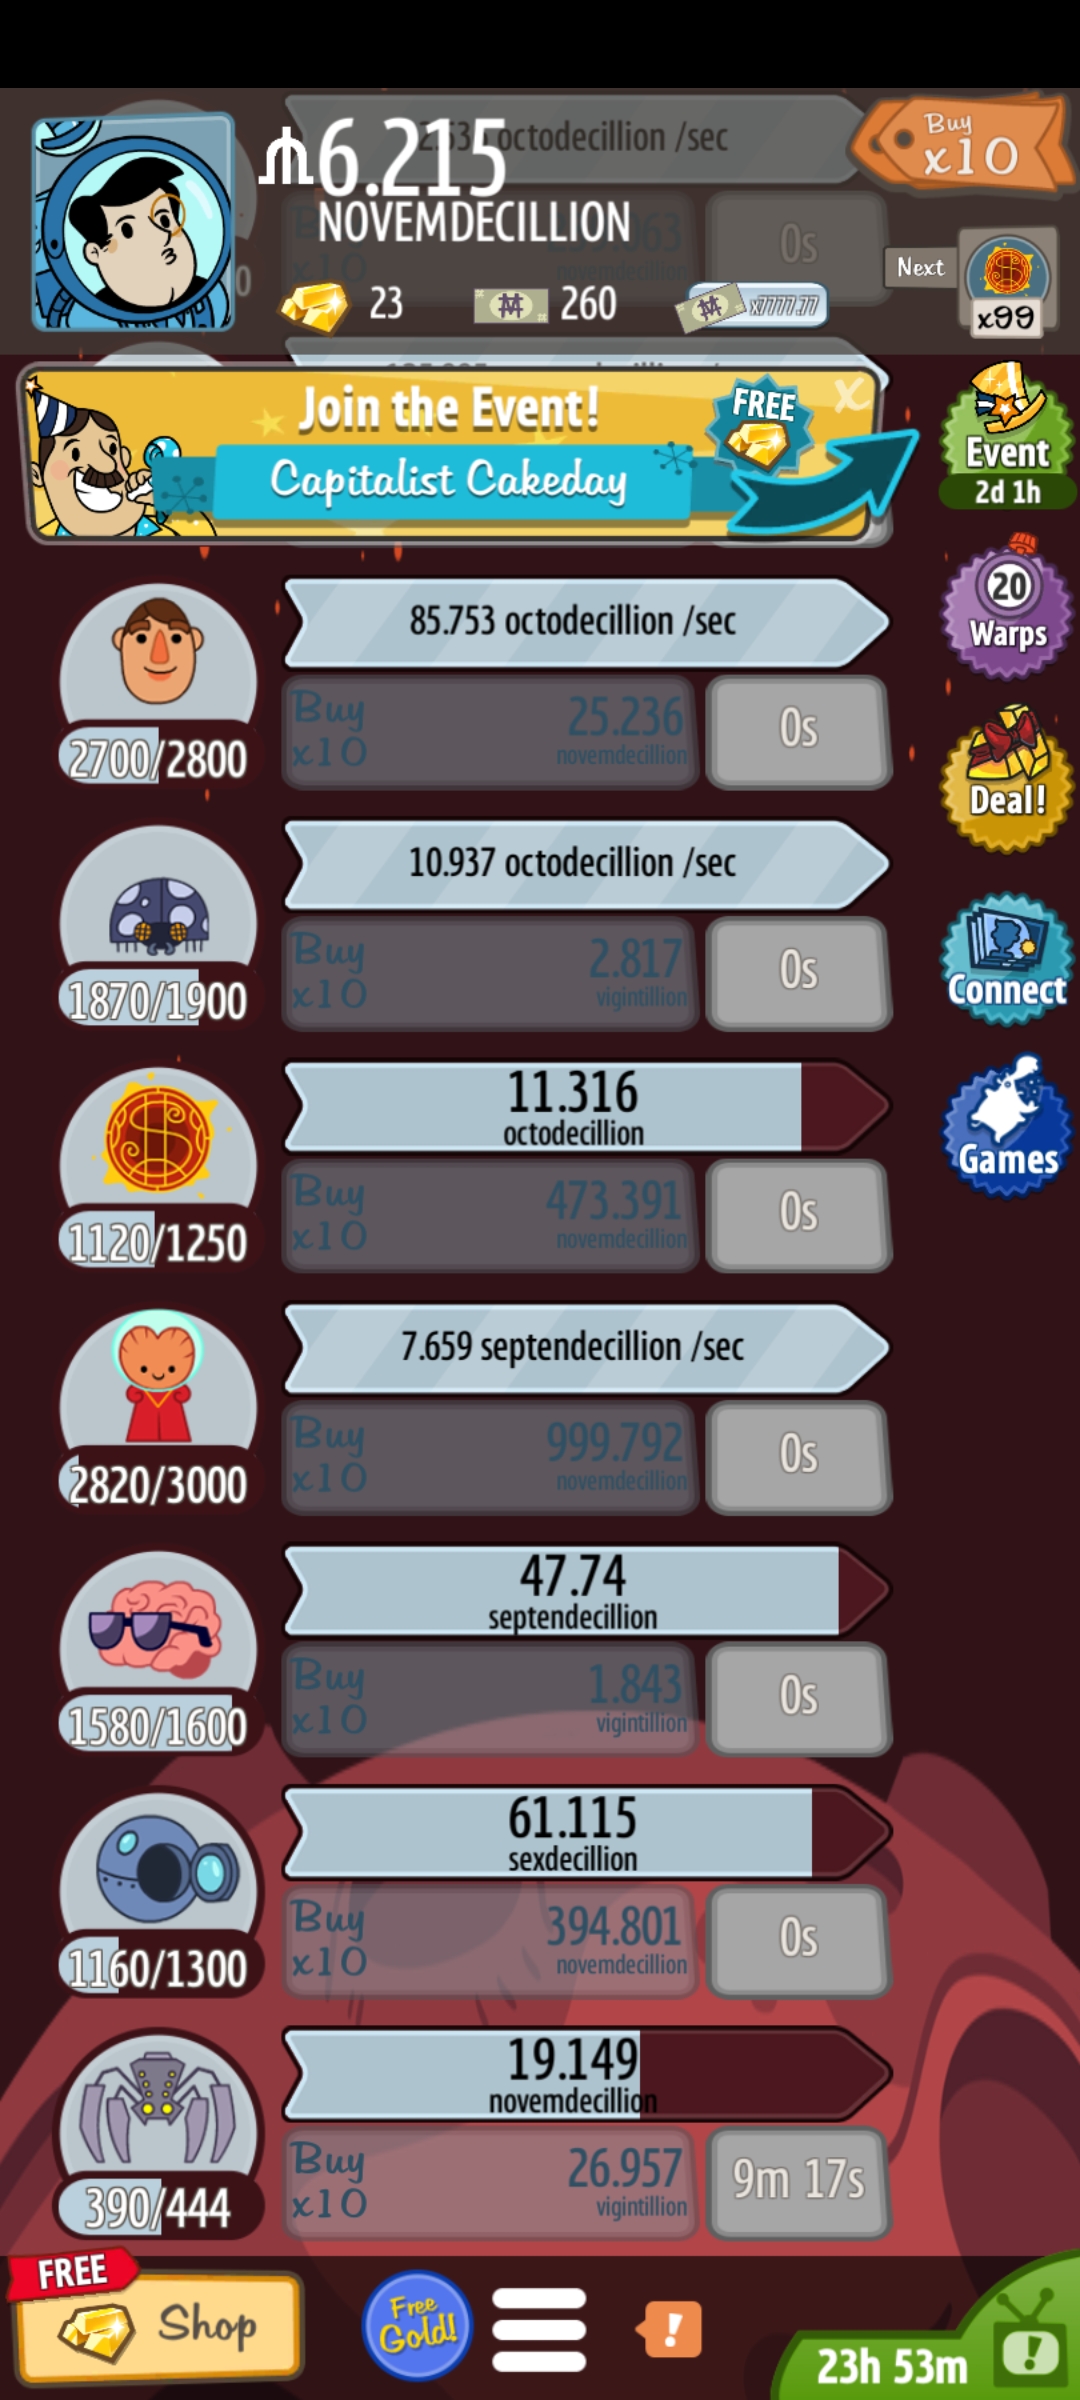 octodecillion /sec
6.215
NOVEMDECILLION
Buy
x10
0s
Next
x99
23
260
x7777.77
Join the Event!
Capitalist Cakeday
FREE
x
Event
2d 1h
20
Warps
Deal!
Connect
Games
85.753 octodecillion /sec
Buy
x10
25.236
novemdecillion
0s
2700/2800
10.937 octodecillion /sec
Buy
x10
2.817
vigintillion
0s
1870/1900
11.316
octodecillion
Buy
x10
473.391
novemdecillion
0s
1120/1250
7.659 septendecillion /sec
Buy
x10
999.792
novemdecillion
0s
2820/3000
47.74
septendecillion
Buy
x10
1.843
vigintillion
0s
1580/1600
61.115
sexdecillion
Buy
x10
394.801
novemdecillion
0s
1160/1300
19.149
novemdecillion
Buy
x10
26.957
vigintillion
9m 17s
390/444
FREE
Shop
Free
Gold!
!
23h 53m
!